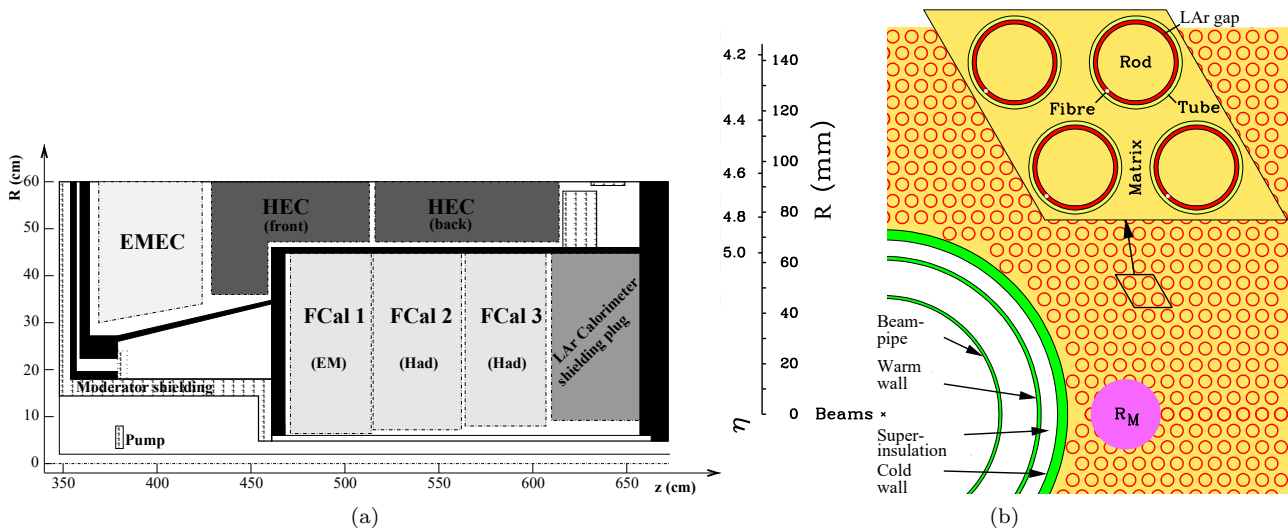 R (cm)
60
50
40
30
20
10
0
EMEC
HEC
(front)
HEC
(back)
FCal 1
(EM)
FCal 2
(Had)
FCal 3
(Had)
LAr Calorimeter
shielding plug
Moderator shielding
Pump
350
400
450
500
550
600
650
z (cm)
(a)
4.2
4.4
4.6
4.8
5.0
η
140
120
100
80
60
40
20
0
R (mm)
LAr gap
Rod
Fibre
Tube
Matrix
Beam-
pipe
Warm
wall
Beams
R_M
Super-
insulation
Cold
wall
(b)